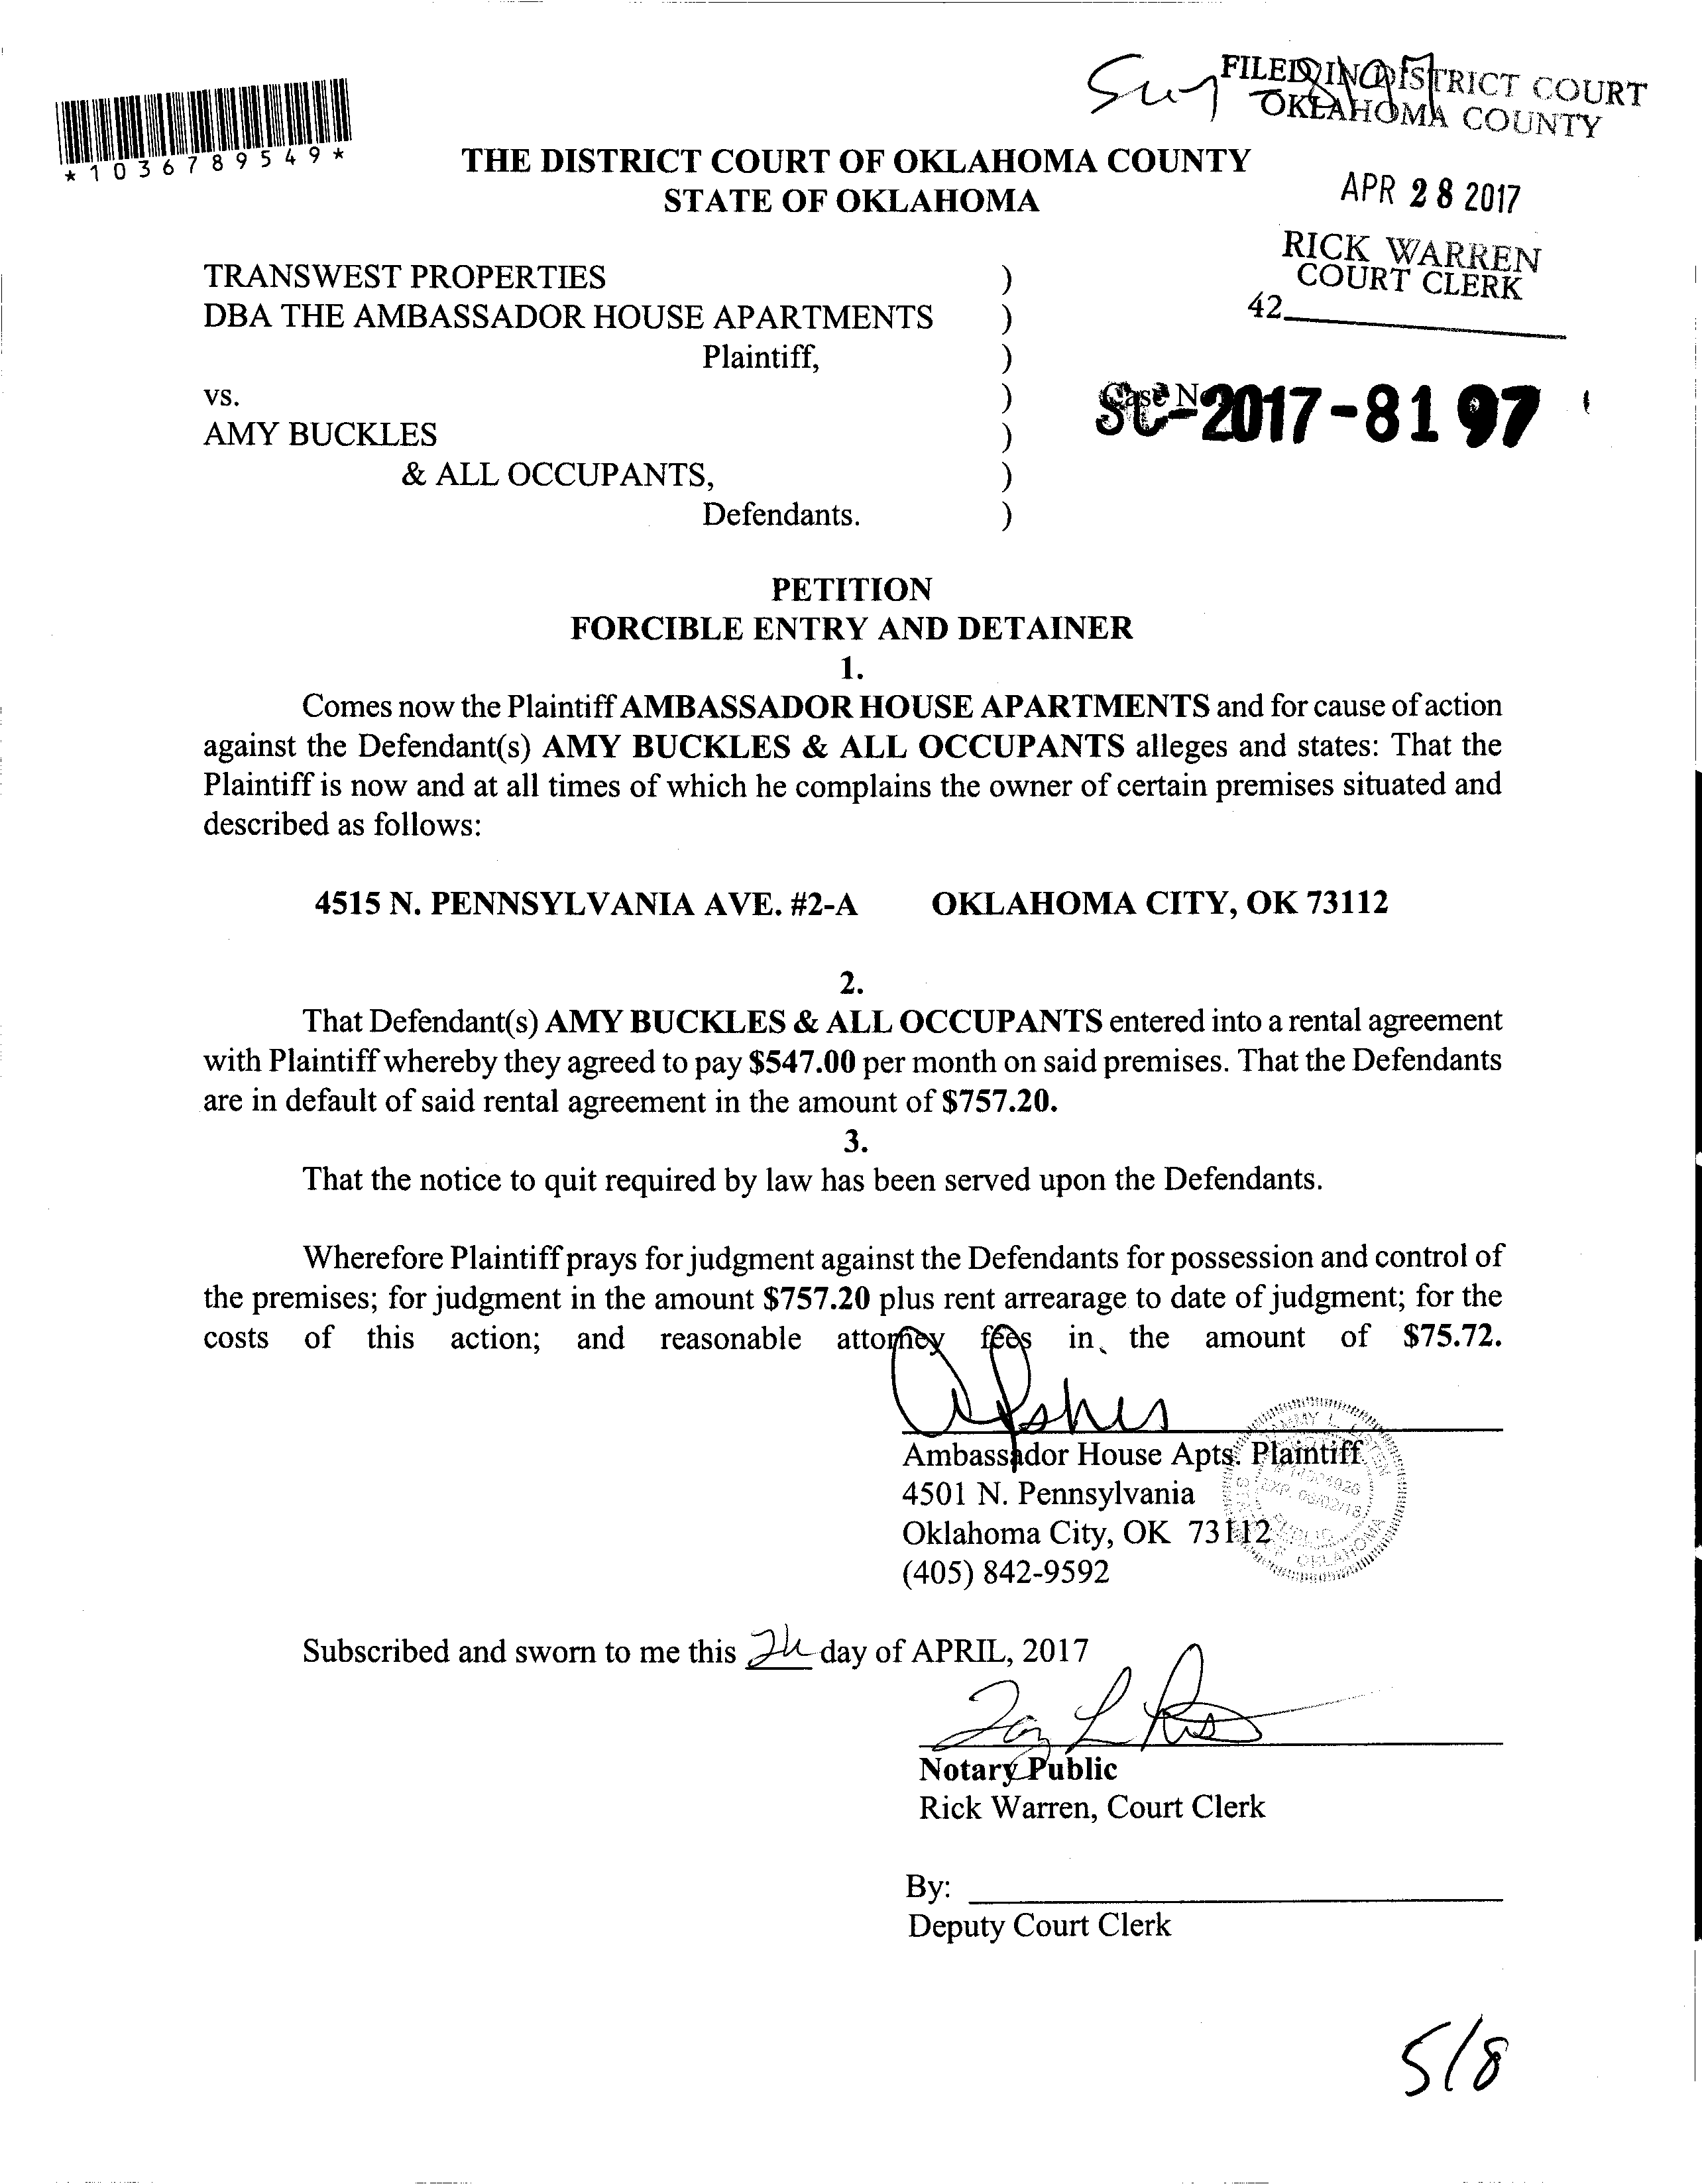 FILED IN DISTRICT COURT
OKLAHOMA COUNTY
*1036789549*
THE DISTRICT COURT OF OKLAHOMA COUNTY
STATE OF OKLAHOMA
APR 28 2017
RICK WARREN
COURT CLERK
42
TRANSWEST PROPERTIES )
DBA THE AMBASSADOR HOUSE APARTMENTS )
Plaintiff, )
vs. )
Case No
SC-2017-8197
AMY BUCKLES )
& ALL OCCUPANTS, )
Defendants. )
PETITION
FORCIBLE ENTRY AND DETAINER
1.
Comes now the Plaintiff AMBASSADOR HOUSE APARTMENTS and for cause of action
against the Defendant(s) AMY BUCKLES & ALL OCCUPANTS alleges and states: That the
Plaintiff is now and at all times of which he complains the owner of certain premises situated and
described as follows:
4515 N. PENNSYLVANIA AVE. #2-A OKLAHOMA CITY, OK 73112
2.
That Defendant(s) AMY BUCKLES & ALL OCCUPANTS entered into a rental agreement
with Plaintiff whereby they agreed to pay $547.00 per month on said premises. That the Defendants
are in default of said rental agreement in the amount of $757.20.
3.
That the notice to quit required by law has been served upon the Defendants.
Wherefore Plaintiff prays for judgment against the Defendants for possession and control of
the premises; for judgment in the amount $757.20 plus rent arrearage to date of judgment; for the
costs of this action; and reasonable attorney fees in the amount of $75.72.
Ambassador House Apts. Plaintiff
4501 N. Pennsylvania
Oklahoma City, OK 73112
(405) 842-9592
Subscribed and sworn to me this day of APRIL, 2017
Notary Public
Rick Warren, Court Clerk
By:
Deputy Court Clerk
5/8